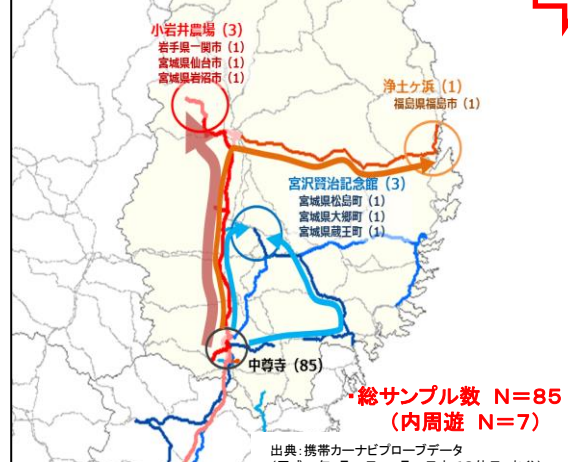 小岩井農場（3）
岩手県一関市（1）
宮城県仙台市（1）
宮城県岩沼市（1）
浄土ヶ浜（1）
福島県福島市（1）
宮沢賢治記念館（3）
宮城県松島町（1）
宮城県大郷町（1）
宮城県蔵王町（1）
中尊寺（85）
・総サンプル数 N＝85
（内周遊 N＝7）
出典：携帯カーナビプローブデータ